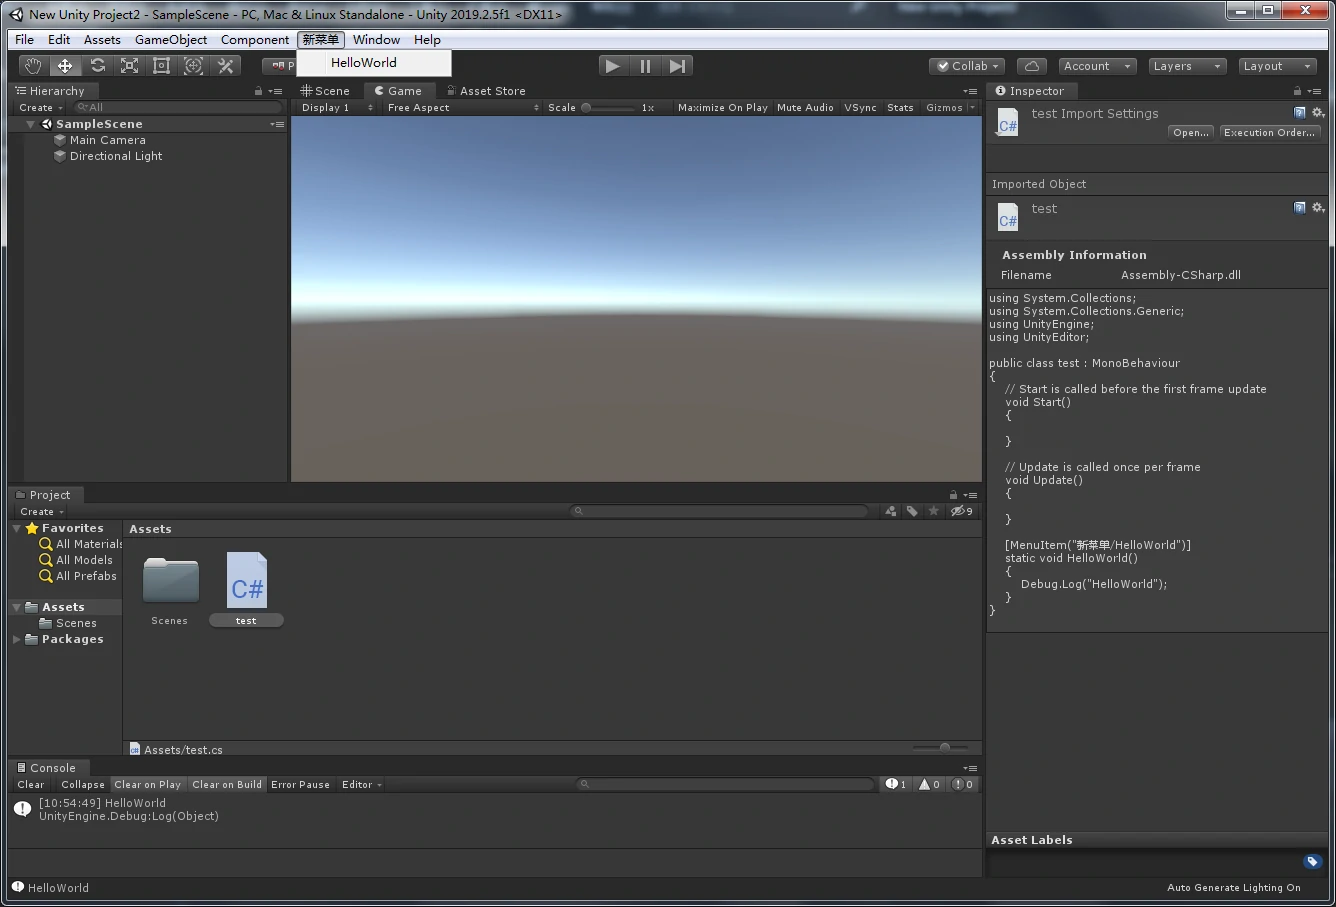 New Unity Project2 - SampleScene - PC, Mac & Linux Standalone - Unity 2019.2.5f1 <DX11>
File Edit Assets GameObject Component 新菜单 Window Help
HelloWorld
P
Collab
Account
Layers
Layout
Hierarchy
Create
All
SampleScene
Main Camera
Directional Light
Scene
Game
Asset Store
Display 1
Free Aspect
Scale
1x
Maximize On Play
Mute Audio
VSync
Stats
Gizmos
Inspector
test Import Settings
C#
Open...
Execution Order...
Imported Object
C#
test
Assembly Information
Filename Assembly-CSharp.dll
using System.Collections;
using System.Collections.Generic;
using UnityEngine;
using UnityEditor;
public class test : MonoBehaviour
{
// Start is called before the first frame update
void Start()
{
}
// Update is called once per frame
void Update()
{
}
[MenuItem("新菜单/HelloWorld")]
static void HelloWorld()
{
Debug.Log("HelloWorld");
}
}
Asset Labels
Auto Generate Lighting On
Project
Create
9
Favorites
All Materials
All Models
All Prefabs
Assets
Scenes
Packages
Assets
C#
Scenes
test
Assets/test.cs
Console
Clear
Collapse
Clear on Play
Clear on Build
Error Pause
Editor
1
0
0
[10:54:49] HelloWorld
UnityEngine.Debug:Log(Object)
HelloWorld